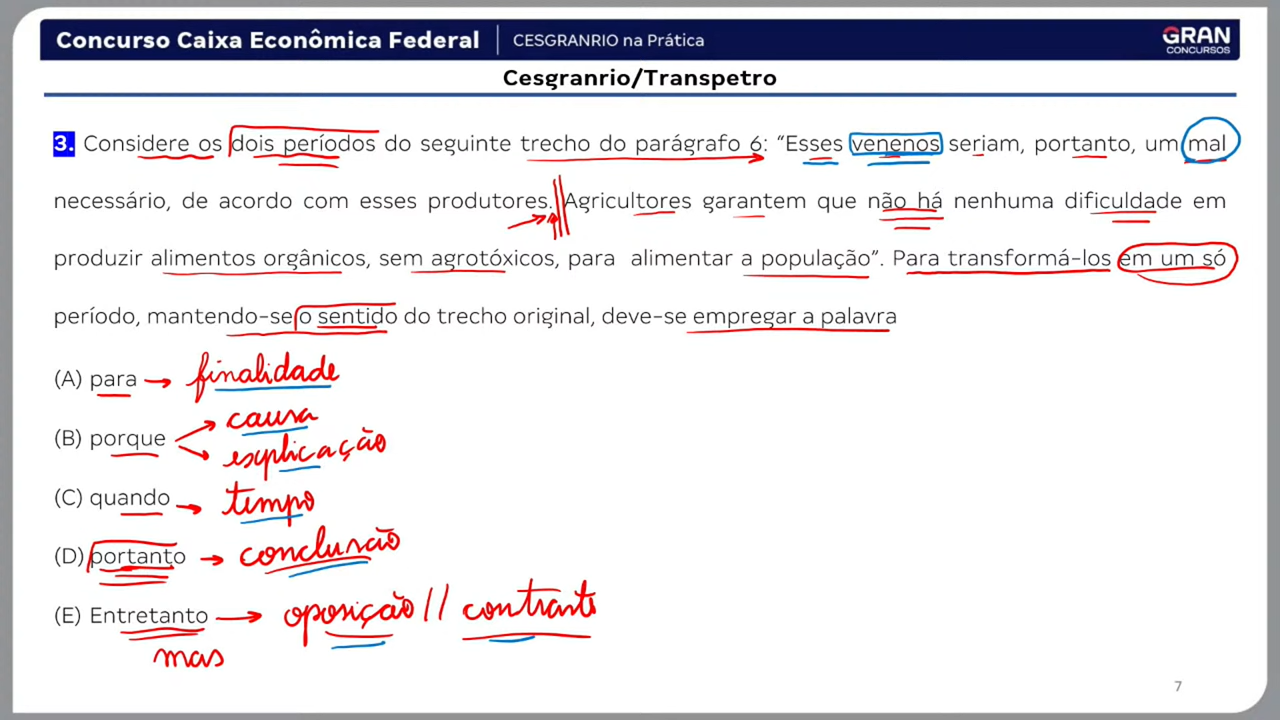 Concurso Caixa Econômica Federal | CESGRANRIO na Prática
GRAN
CONCURSOS
Cesgranrio/Transpetro
3. Considere os dois períodos do seguinte trecho do parágrafo 6: “Esses venenos seriam, portanto, um mal
necessário, de acordo com esses produtores. Agricultores garantem que não há nenhuma dificuldade em
produzir alimentos orgânicos, sem agrotóxicos, para alimentar a população”. Para transformá-los em um só
período, mantendo-se o sentido do trecho original, deve-se empregar a palavra
(A) para → finalidade
(B) porque → causa
→ explicação
(C) quando → tempo
(D) portanto → conclusão
(E) Entretanto → oposição // contraste
mas
7